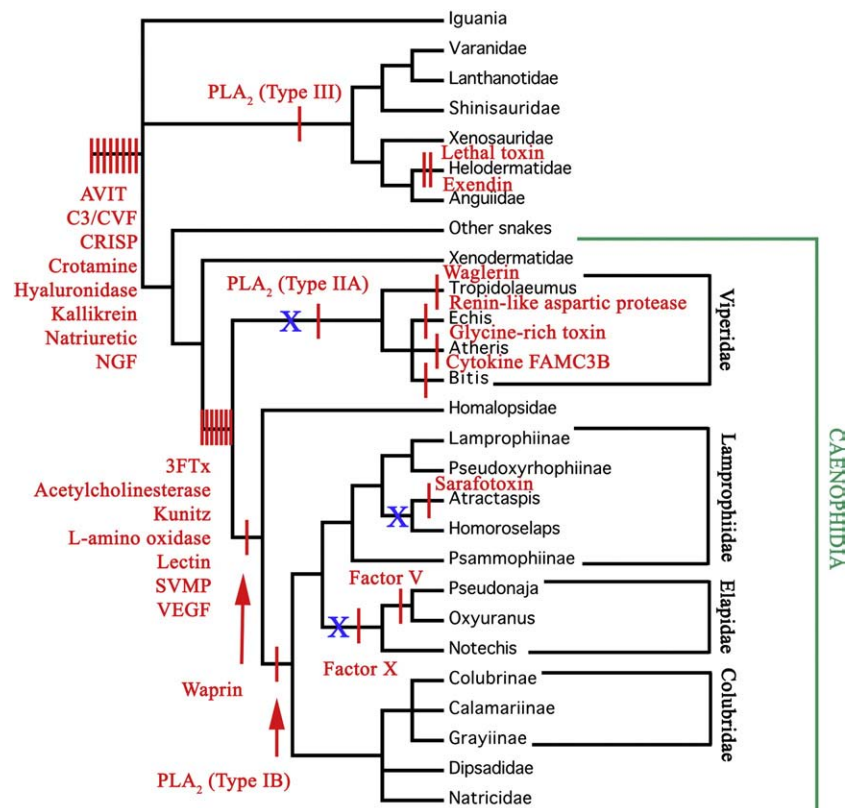 Iguania
Varanidae
Lanthanotidae
PLA₂ (Type III)
Shinisauridae
Xenosauridae
Lethal toxin
Helodermatidae
Exendin
Anguiidae
AVIT
C3/CVF
CRISP
Crotamine
Hyaluronidase
Kallikrein
Natriuretic
NGF
Other snakes
Xenodermatidae
Waglerin
PLA₂ (Type IIA)
Tropidolaeumus
Renin-like aspartic protease
X
Echis
Glycine-rich toxin
Atheris
Cytokine FAMC3B
Bitis
Viperidae
Homalopsidae
3FTx
Acetylcholinesterase
Kunitz
L-amino oxidase
Lectin
SVMP
VEGF
Lamprophiinae
Pseudoxyrhophiinae
Sarafotoxin
Atractaspis
X
Homoroselaps
Psammophiinae
Lamprophiidae
CAENOPHIDIA
Factor V
Pseudonaja
Oxyuranus
X
Notechis
Factor X
Elapidae
Waprin
Colubrinae
Calamariinae
Grayiinae
Colubridae
PLA₂ (Type IB)
Dipsadidae
Natricidae